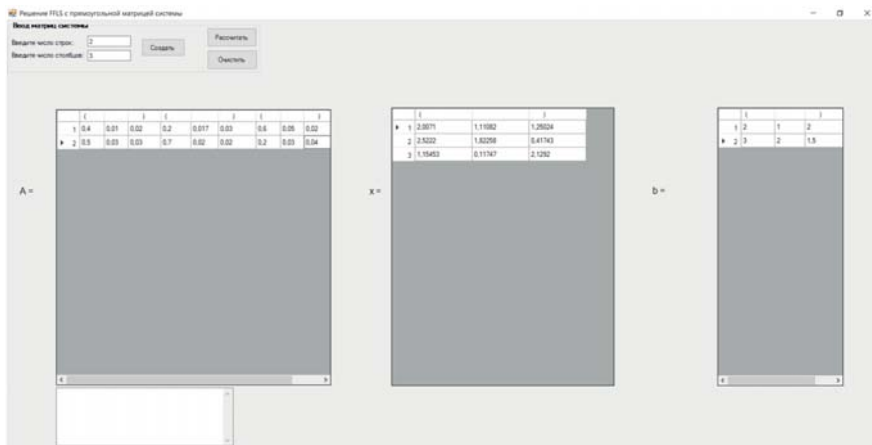 Решение FFLS с прямоугольной матрицей системы
Ввод матриц системы
Введите число строк: 2
Введите число столбцов: 3
Создать
Рассчитать
Очистить
A =
( ) ( ) ( )
1 0,4 0,01 0,02 0,2 0,017 0,03 0,6 0,05 0,02
2 0,5 0,03 0,03 0,7 0,02 0,02 0,2 0,03 0,04
x =
( )
1 2,0071 1,11082 1,25024
2 2,5222 1,82258 0,41743
3 1,15453 0,11747 2,1292
b =
( )
1 2 1 2
2 3 2 1,5